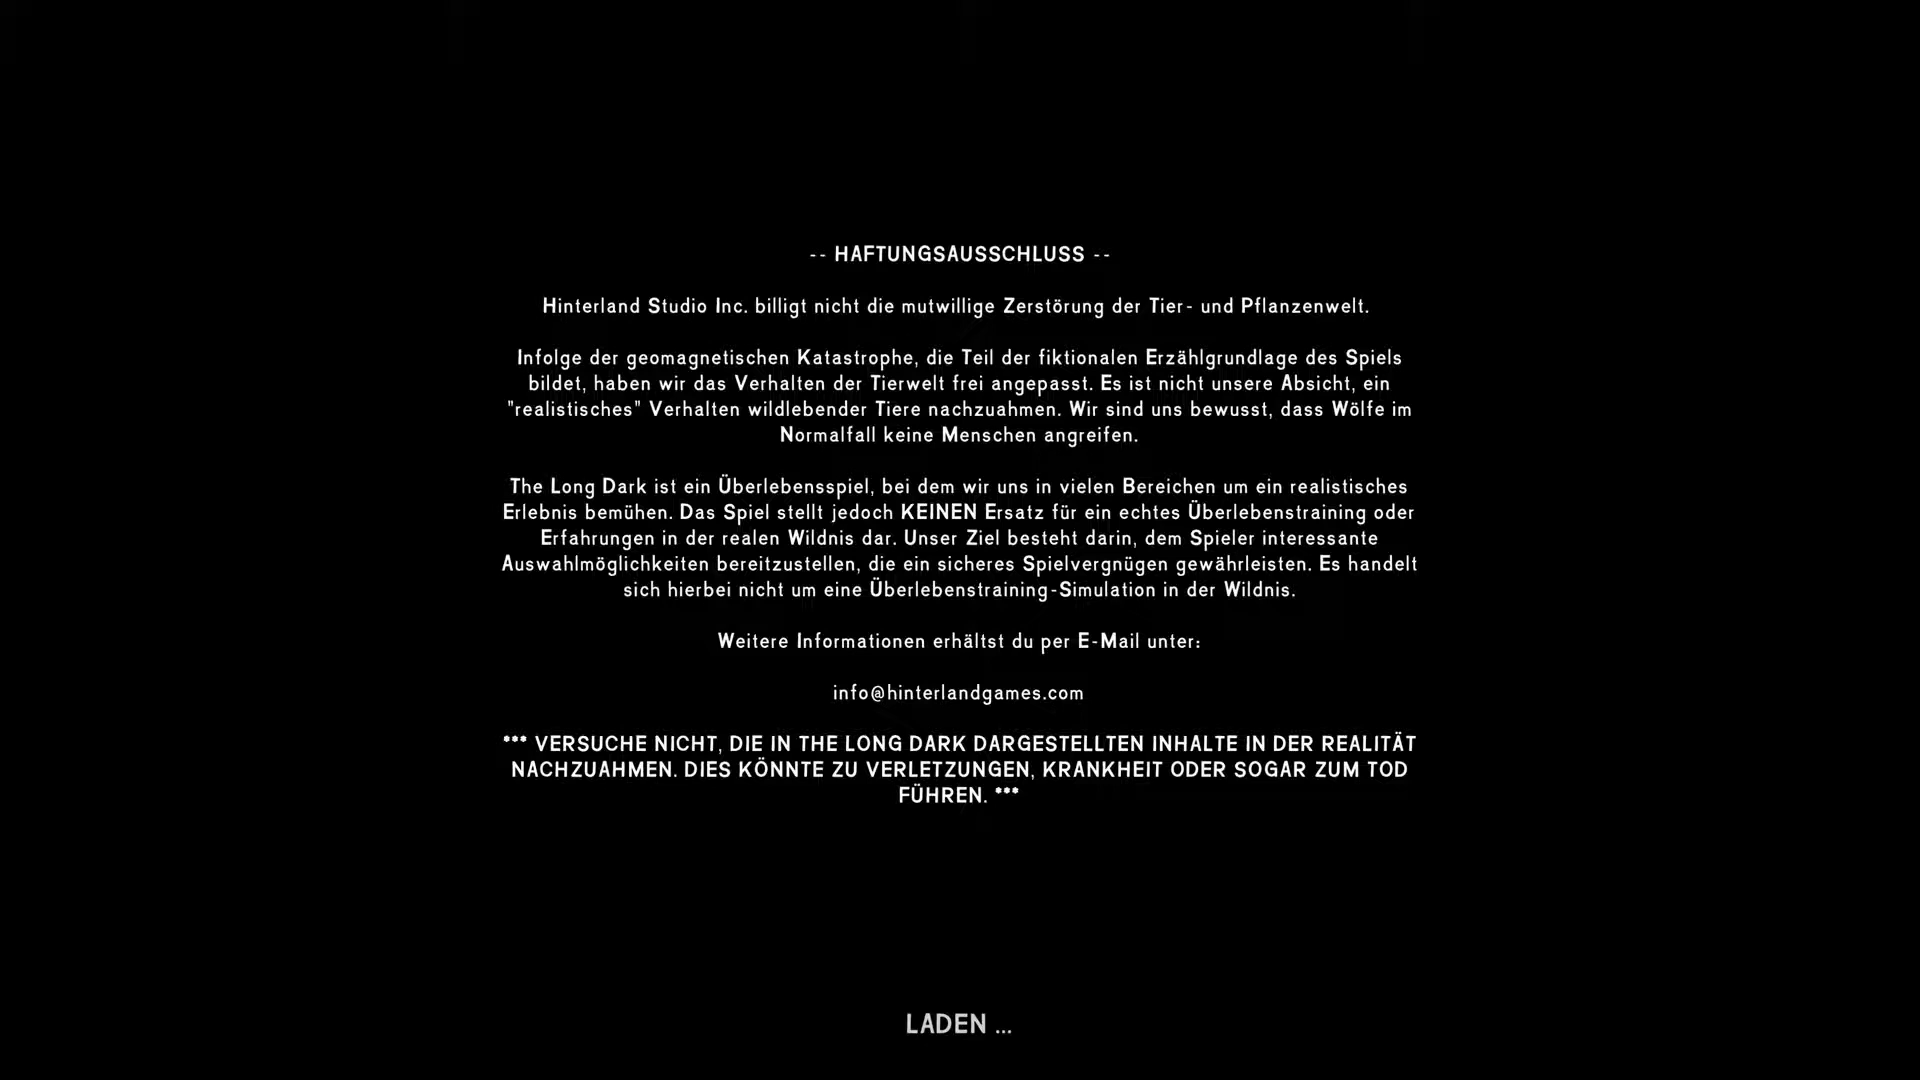 -- HAFTUNGSAUSSCHLUSS --
Hinterland Studio Inc. billigt nicht die mutwillige Zerstörung der Tier- und Pflanzenwelt.
Infolge der geomagnetischen Katastrophe, die Teil der fiktionalen Erzählgrundlage des Spiels
bildet, haben wir das Verhalten der Tierwelt frei angepasst. Es ist nicht unsere Absicht, ein
"realistisches" Verhalten wildlebender Tiere nachzuahmen. Wir sind uns bewusst, dass Wölfe im
Normalfall keine Menschen angreifen.
The Long Dark ist ein Überlebensspiel, bei dem wir uns in vielen Bereichen um ein realistisches
Erlebnis bemühen. Das Spiel stellt jedoch KEINEN Ersatz für ein echtes Überlebenstraining oder
Erfahrungen in der realen Wildnis dar. Unser Ziel besteht darin, dem Spieler interessante
Auswahlmöglichkeiten bereitzustellen, die ein sicheres Spielvergnügen gewährleisten. Es handelt
sich hierbei nicht um eine Überlebenstraining-Simulation in der Wildnis.
Weitere Informationen erhältst du per E-Mail unter:
info@hinterlandgames.com
*** VERSUCHE NICHT, DIE IN THE LONG DARK DARGESTELLTEN INHALTE IN DER REALITÄT
NACHZUAHMEN. DIES KÖNNTE ZU VERLETZUNGEN, KRANKHEIT ODER SOGAR ZUM TOD
FÜHREN. ***
LADEN ...